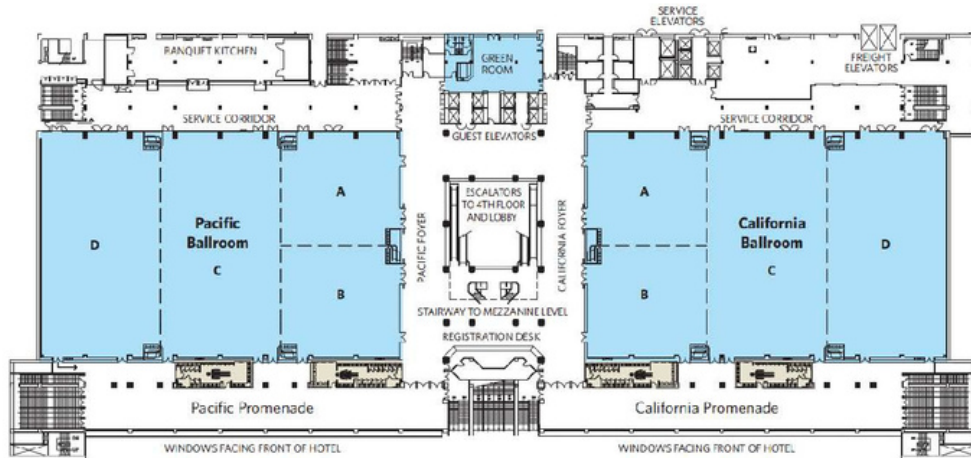 SERVICE
ELEVATORS
BANQUET KITCHEN
GREEN
ROOM
FREIGHT
ELEVATORS
SERVICE CORRIDOR
GUEST ELEVATORS
SERVICE CORRIDOR
A
Pacific
Ballroom
D
C
B
PACIFIC FOYER
ESCALATORS
TO 4TH FLOOR
AND LOBBY
CALIFORNIA FOYER
A
California
Ballroom
D
C
B
STAIRWAY TO MEZZANINE LEVEL
REGISTRATION DESK
Pacific Promenade
California Promenade
WINDOWS FACING FRONT OF HOTEL
WINDOWS FACING FRONT OF HOTEL